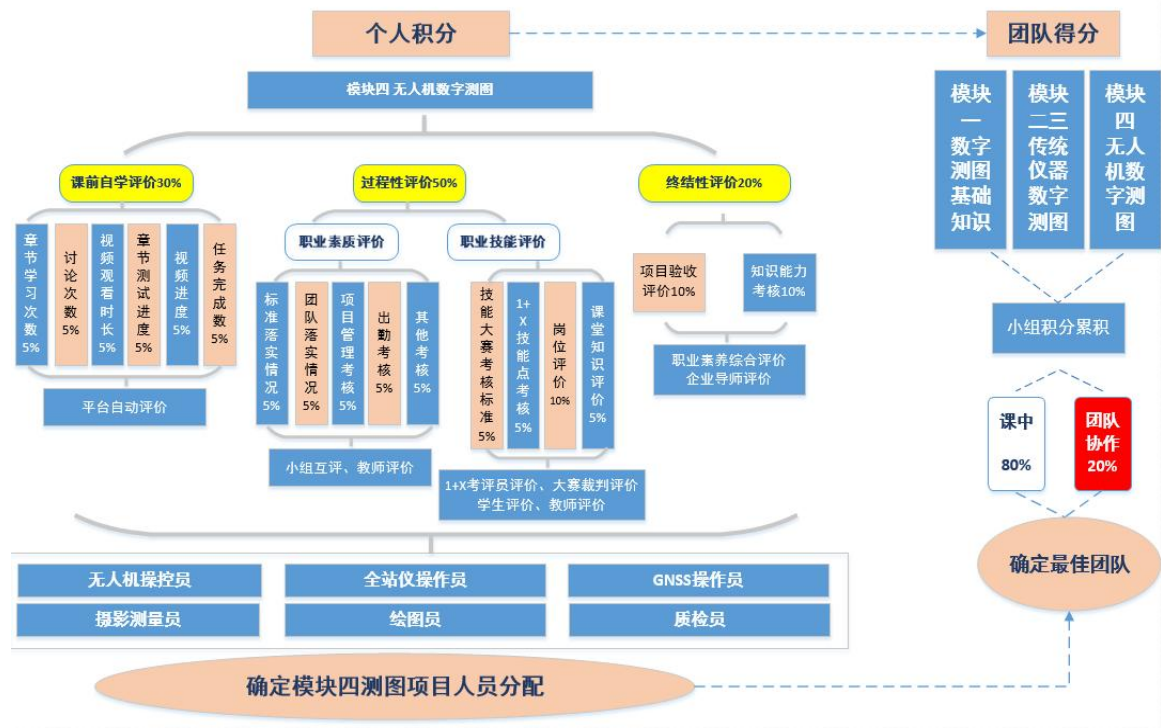 个人积分
团队得分
模块四 无人机数字测图
模块
一
数字
测图
基础
知识
模块
二三
传统
仪器
数字
测图
模块
四
无人
机数
字测
图
课前自学评价30%
过程性评价50%
终结性评价20%
职业素质评价
职业技能评价
章节学习次数5%
讨论次数5%
视频观看时长5%
章节测试进度5%
视频进度5%
任务完成数5%
平台自动评价
标准落实情况5%
团队落实情况5%
项目管理考核5%
出勤考核5%
其他考核5%
小组互评、教师评价
技能大赛考核标准5%
1+X技能点考核5%
岗位评价10%
课堂知识评价5%
1+X考评员评价、大赛裁判评价
学生评价、教师评价
项目验收
评价10%
知识能力
考核10%
职业素养综合评价
企业导师评价
小组积分累积
课中
80%
团队
协作
20%
确定最佳团队
无人机操控员
全站仪操作员
GNSS操作员
摄影测量员
绘图员
质检员
确定模块四测图项目人员分配